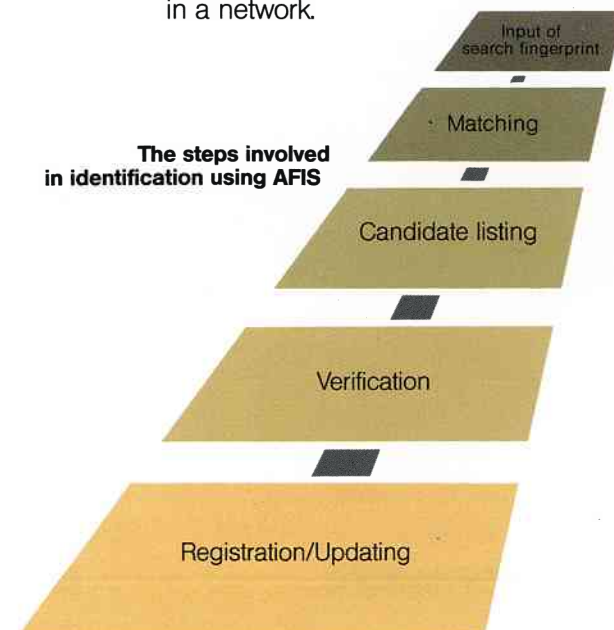 in a network.
Input of
search fingerprint
Matching
The steps involved
in identification using AFIS
Candidate listing
Verification
Registration/Updating